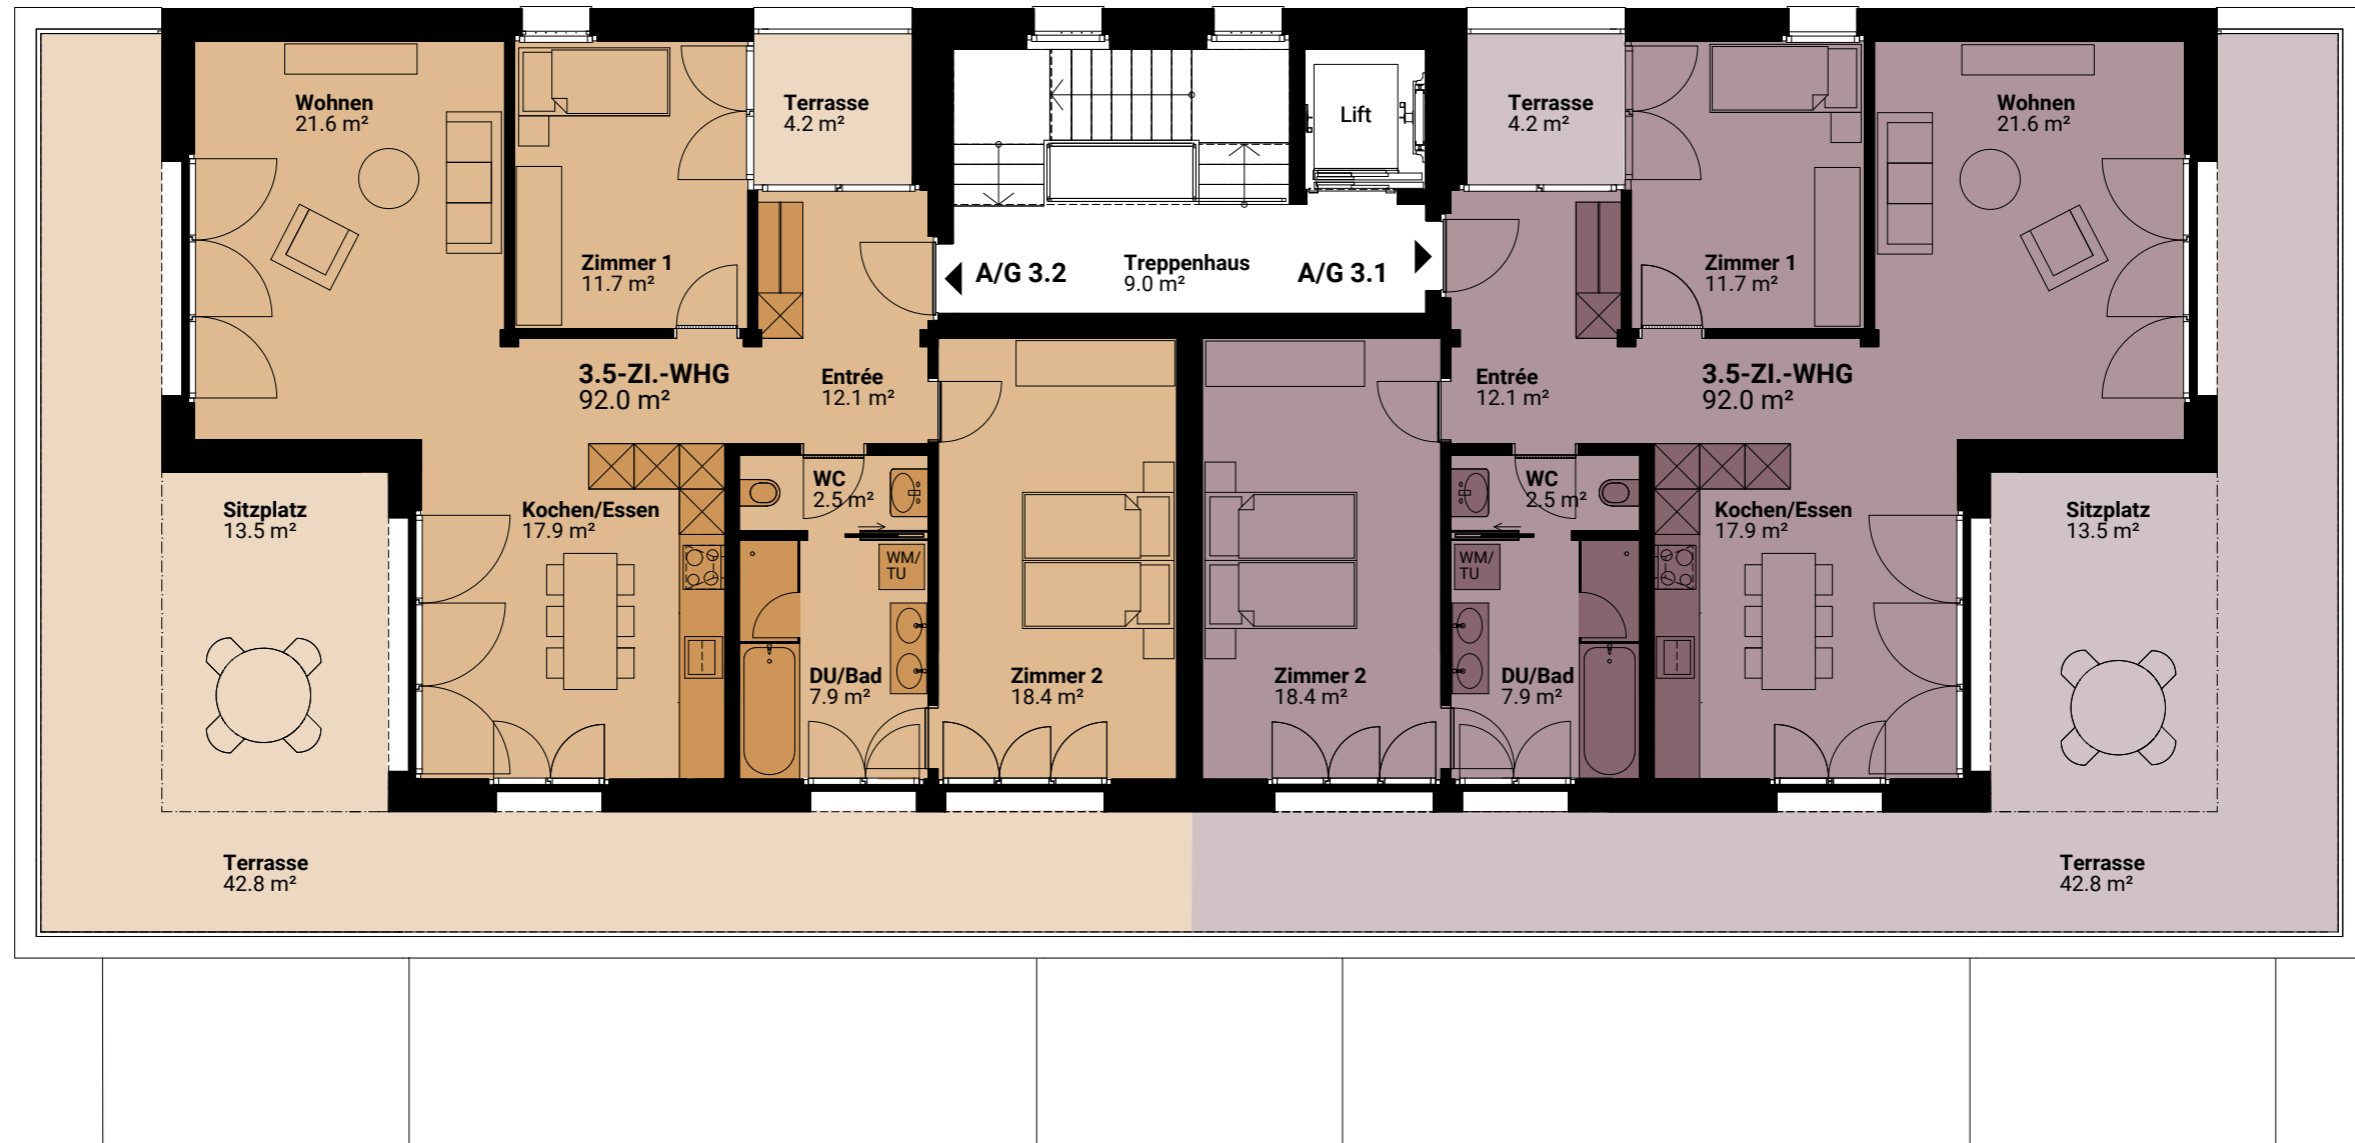 Wohnen
21.6 m²
Terrasse
4.2 m²
Lift
Terrasse
4.2 m²
Wohnen
21.6 m²
Zimmer 1
11.7 m²
A/G 3.2
Treppenhaus
9.0 m²
A/G 3.1
Zimmer 1
11.7 m²
3.5-ZI.-WHG
92.0 m²
Entrée
12.1 m²
Entrée
12.1 m²
3.5-ZI.-WHG
92.0 m²
Sitzplatz
13.5 m²
Kochen/Essen
17.9 m²
WC
2.5 m²
WC
2.5 m²
Kochen/Essen
17.9 m²
Sitzplatz
13.5 m²
WM/
TU
WM/
TU
DU/Bad
7.9 m²
Zimmer 2
18.4 m²
Zimmer 2
18.4 m²
DU/Bad
7.9 m²
Terrasse
42.8 m²
Terrasse
42.8 m²